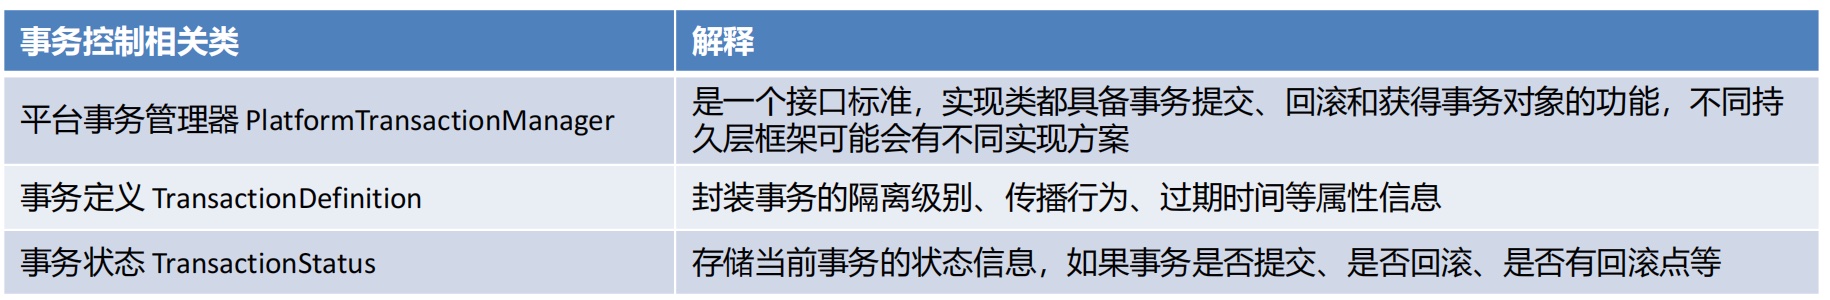 事务控制相关类
解释
平台事务管理器 PlatformTransactionManager
是一个接口标准，实现类都具备事务提交、回滚和获得事务对象的功能，不同持
久层框架可能会有不同实现方案
事务定义 TransactionDefinition
封装事务的隔离级别、传播行为、过期时间等属性信息
事务状态 TransactionStatus
存储当前事务的状态信息，如果事务是否提交、是否回滚、是否有回滚点等